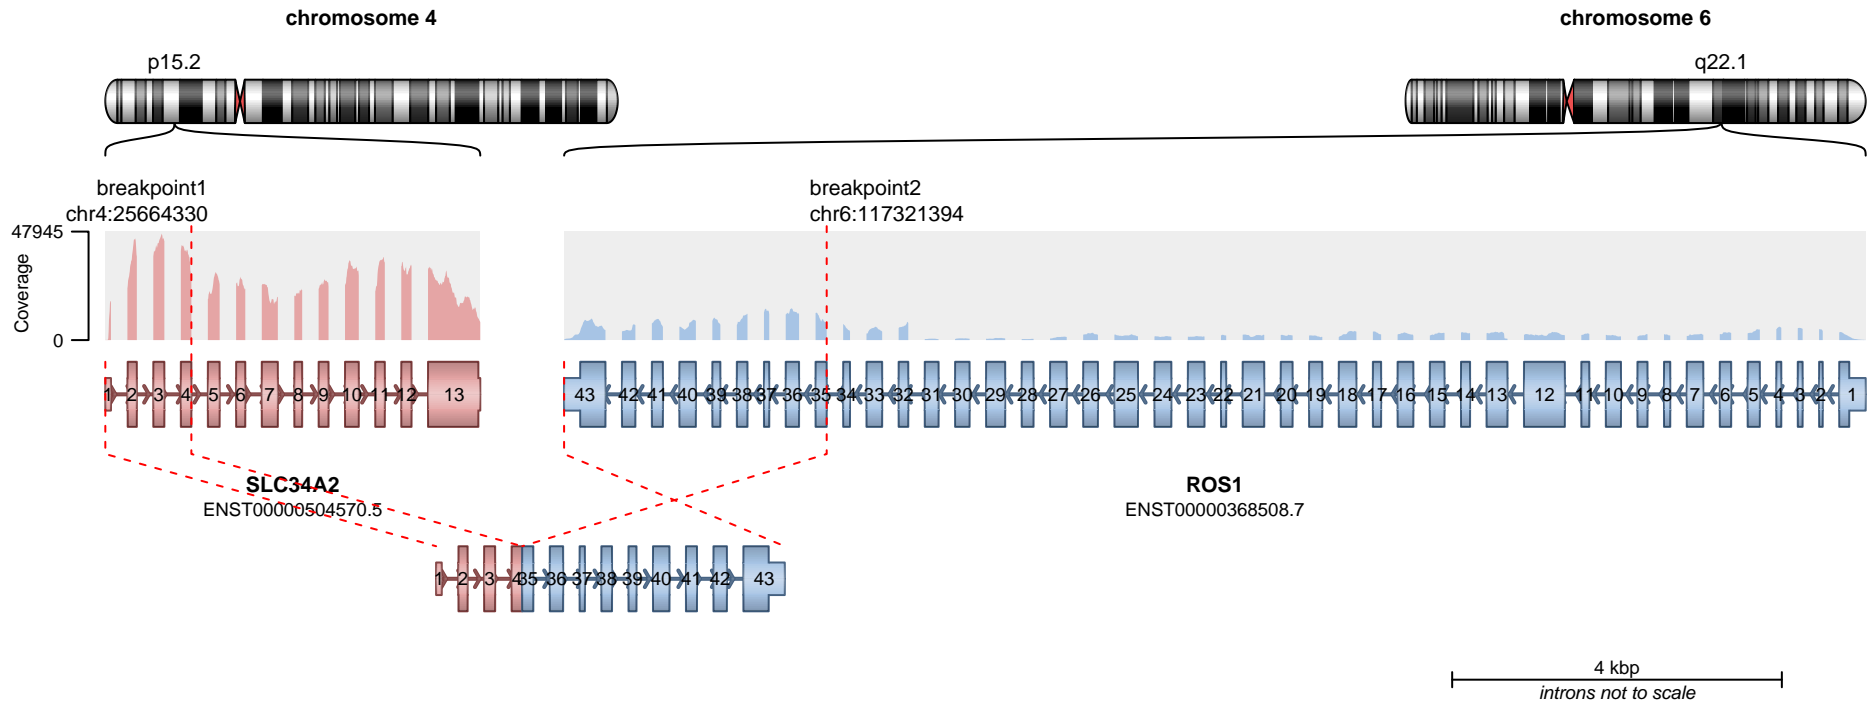 chromosome 4
chromosome 6
p15.2
q22.1
breakpoint1
chr4:25664330
breakpoint2
chr6:117321394
47945
Coverage
0
1 2 3 4 5 6 7 8 9 10 11 12 13
43 42 41 40 39 38 37 36 35 34 33 32 31 30 29 28 27 26 25 24 23 22 21 20 19 18 17 16 15 14 13 12 11 10 9 8 7 6 5 4 3 2 1
SLC34A2
ENST00000504570.5
ROS1
ENST00000368508.7
1 2 3 4 35 36 37 38 39 40 41 42 43
4 kbp
introns not to scale